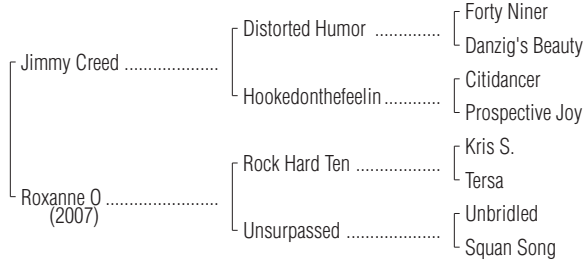 Forty Niner
Distorted Humor ..............
Danzig's Beauty
Jimmy Creed ....................
Citidancer
Hookedonthefeelin............
Prospective Joy
Kris S.
Rock Hard Ten ..................
Tersa
Roxanne O ........................
(2007)
Unbridled
Unsurpassed ....................
Squan Song